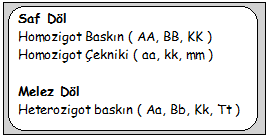 Saf Döl
Homozigot Baskın ( AA, BB, KK )
Homozigot Çekniki ( aa, kk, mm )
Melez Döl
Heterozigot baskın ( Aa, Bb, Kk, Tt )